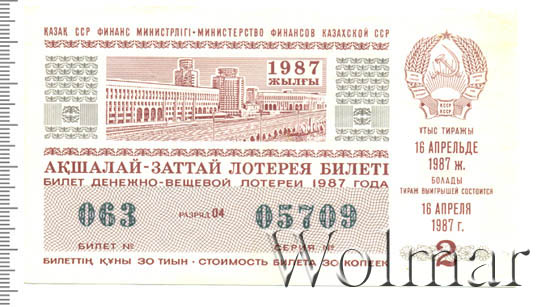 ҚАЗАҚ ССР ФИНАНС МИНИСТРЛІГІ · МИНИСТЕРСТВО ФИНАНСОВ КАЗАХСКОЙ ССР
1987
ЖЫЛҒЫ
АҚШАЛАЙ-ЗАТТАЙ ЛОТЕРЕЯ БИЛЕТІ
БИЛЕТ ДЕНЕЖНО-ВЕЩЕВОЙ ЛОТЕРЕИ 1987 ГОДА
063 РАЗРЯД 04 05709
БИЛЕТ № СЕРИЯ №
БИЛЕТТІҢ ҚҰНЫ 30 ТИЫН · СТОИМОСТЬ БИЛЕТА 30 КОПЕЕК
ҰТЫС ТИРАЖЫ
16 АПРЕЛЬДЕ
1987 ж.
БОЛАДЫ
ТИРАЖ ВЫИГРЫШЕЙ СОСТОИТСЯ
16 АПРЕЛЯ
1987 г.
2
Wolmar